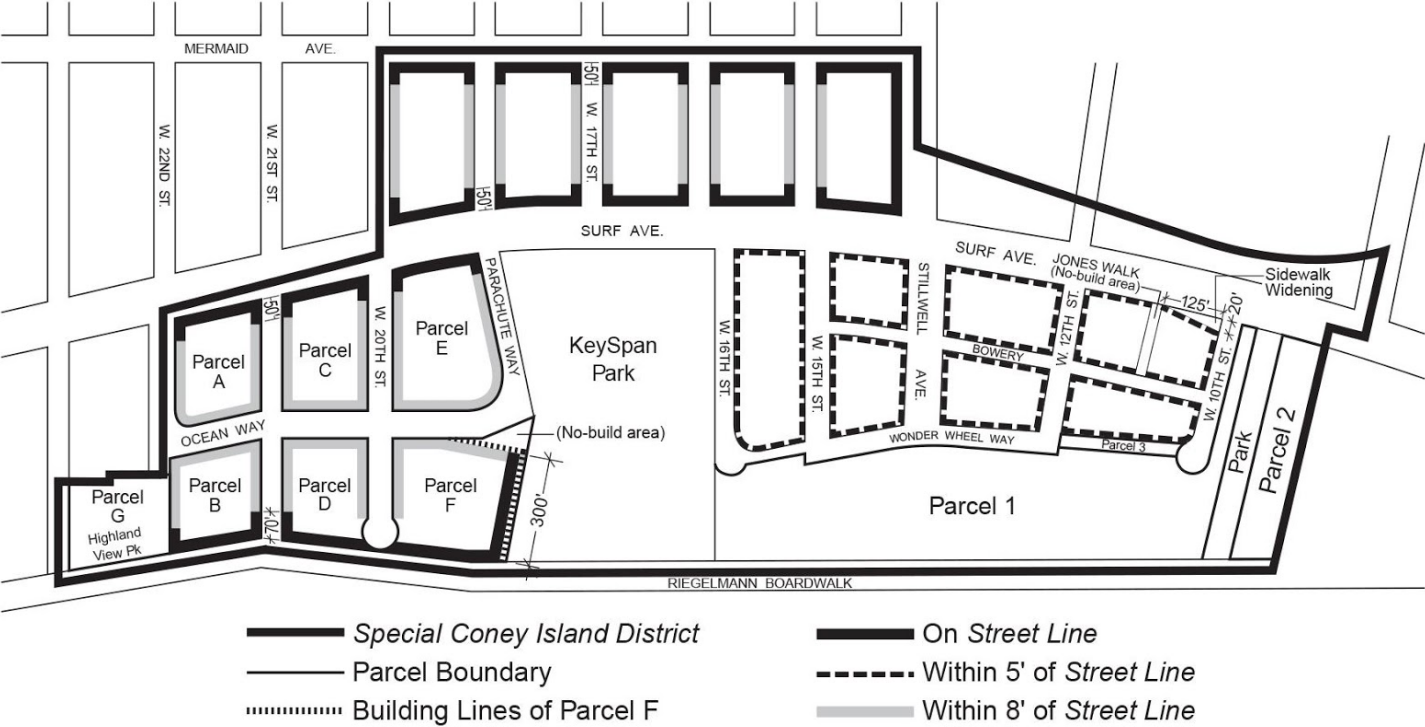 MERMAID AVE.
50'
W. 17TH ST.
W. 22ND ST.
W. 21ST ST.
50'
SURF AVE.
SURF AVE.
JONES WALK
(No-build area)
Sidewalk
Widening
125'
20'
50'
PARACHUTE WAY
W. 20TH ST.
Parcel
A
Parcel
C
Parcel
E
KeySpan
Park
W. 16TH ST.
W. 15TH ST.
STILLWELL AVE.
BOWERY
W. 12TH ST.
W. 10TH ST.
OCEAN WAY
(No-build area)
WONDER WHEEL WAY
Parcel 3
Park
Parcel 2
Parcel
G
Highland
View Pk
Parcel
B
Parcel
D
Parcel
F
70'
300'
Parcel 1
RIEGELMANN BOARDWALK
Special Coney Island District
On Street Line
Parcel Boundary
Within 5' of Street Line
Building Lines of Parcel F
Within 8' of Street Line